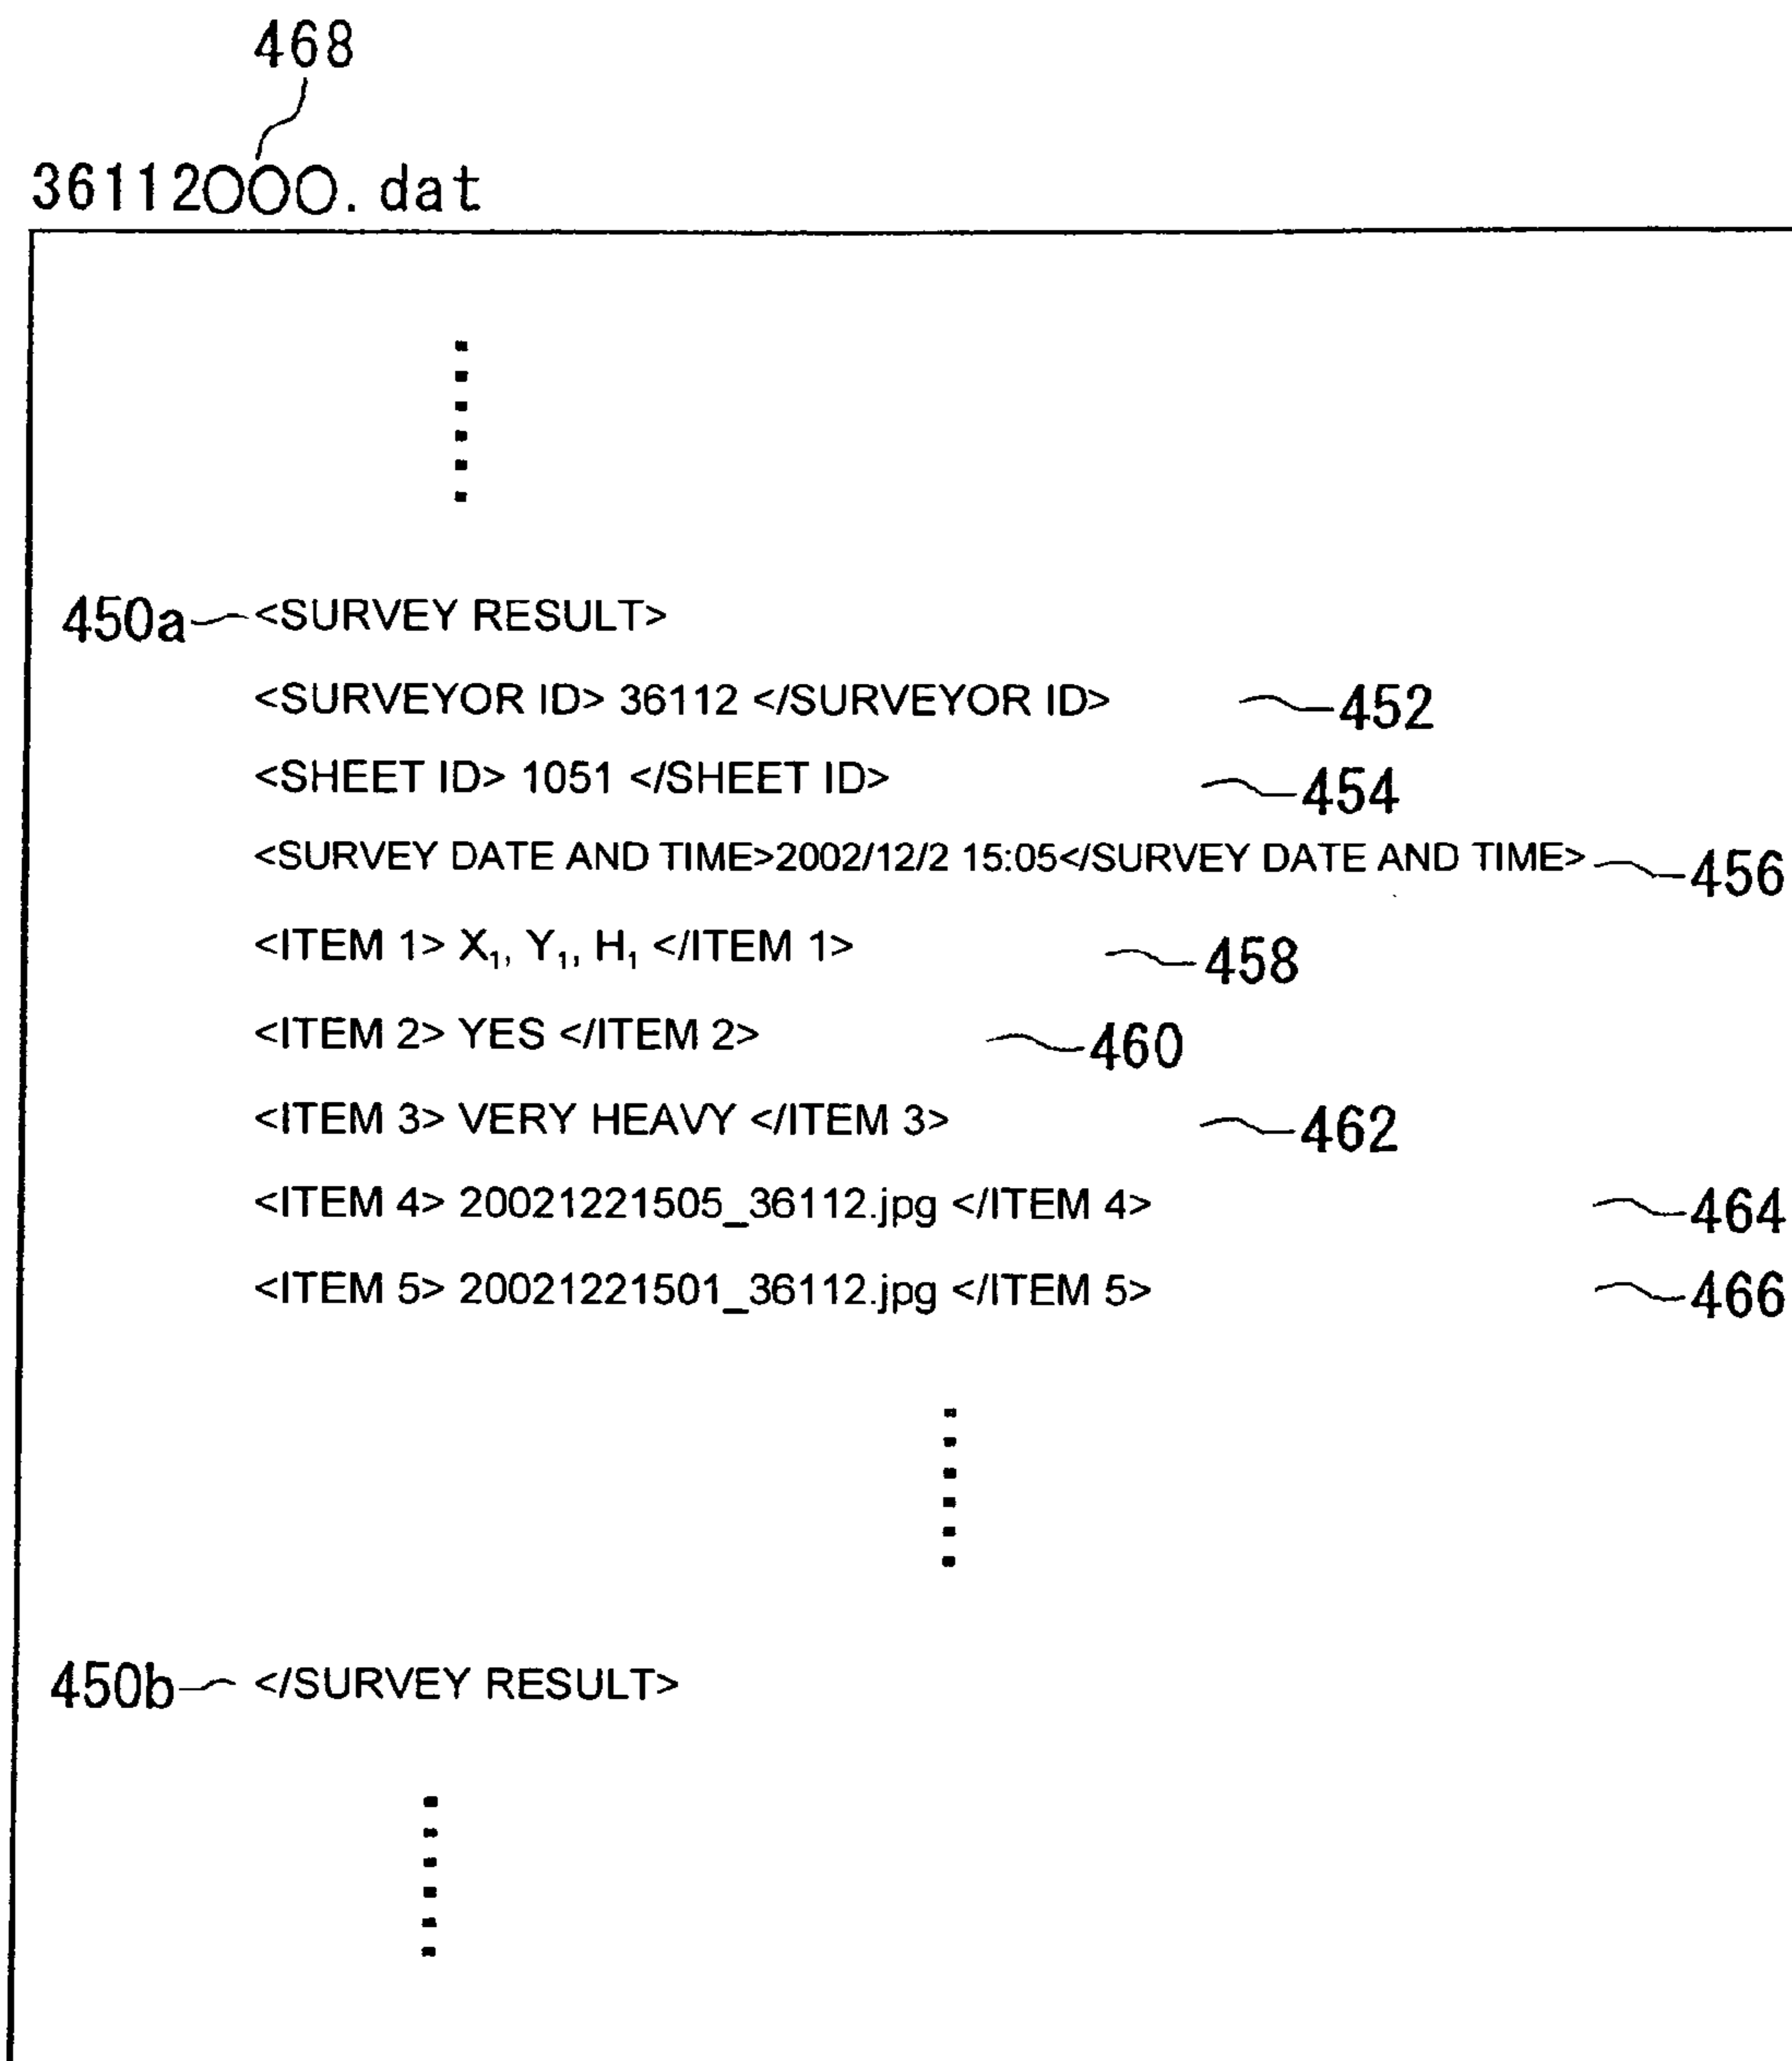 468
36112○○○.dat
450a <SURVEY RESULT>
<SURVEYOR ID> 36112 </SURVEYOR ID> 452
<SHEET ID> 1051 </SHEET ID> 454
<SURVEY DATE AND TIME>2002/12/2 15:05</SURVEY DATE AND TIME> 456
<ITEM 1> X₁, Y₁, H₁ </ITEM 1> 458
<ITEM 2> YES </ITEM 2> 460
<ITEM 3> VERY HEAVY </ITEM 3> 462
<ITEM 4> 20021221505_36112.jpg </ITEM 4> 464
<ITEM 5> 20021221501_36112.jpg </ITEM 5> 466
450b </SURVEY RESULT>